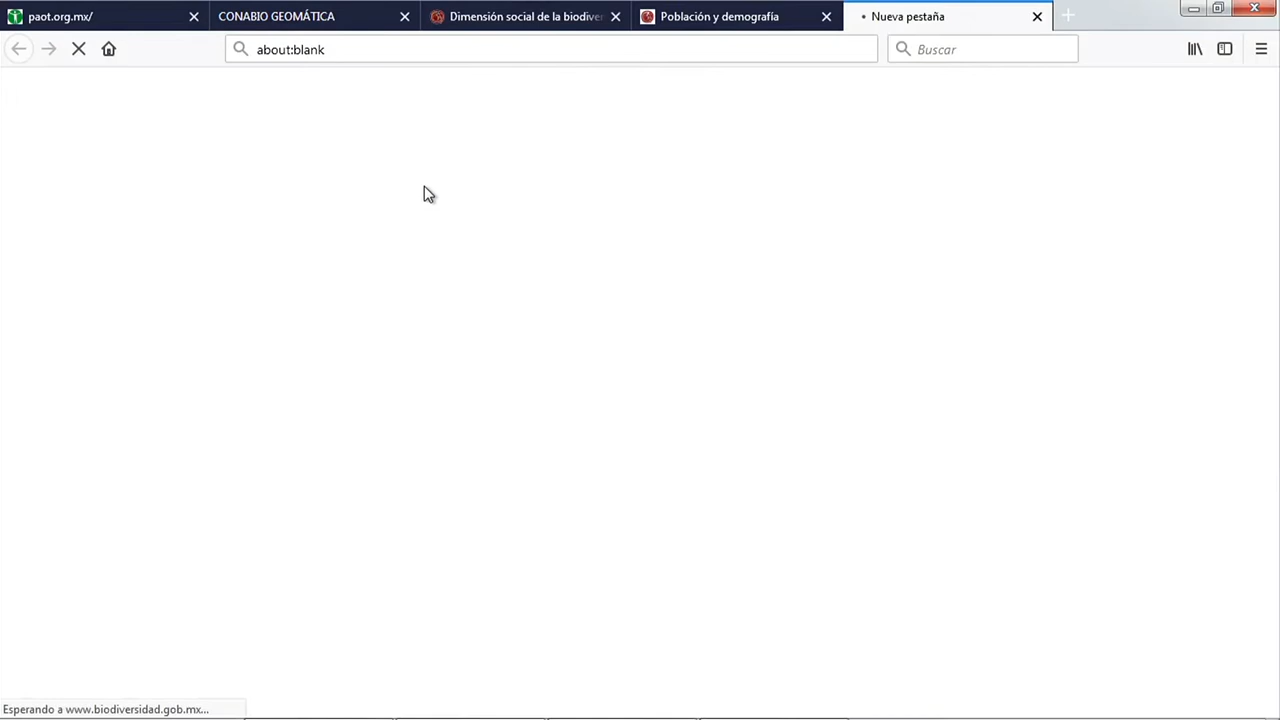 paot.org.mx/
CONABIO GEOMÁTICA
Dimensión social de la biodiver
Población y demografía
Nueva pestaña
about:blank
Buscar
Esperando a www.biodiversidad.gob.mx...